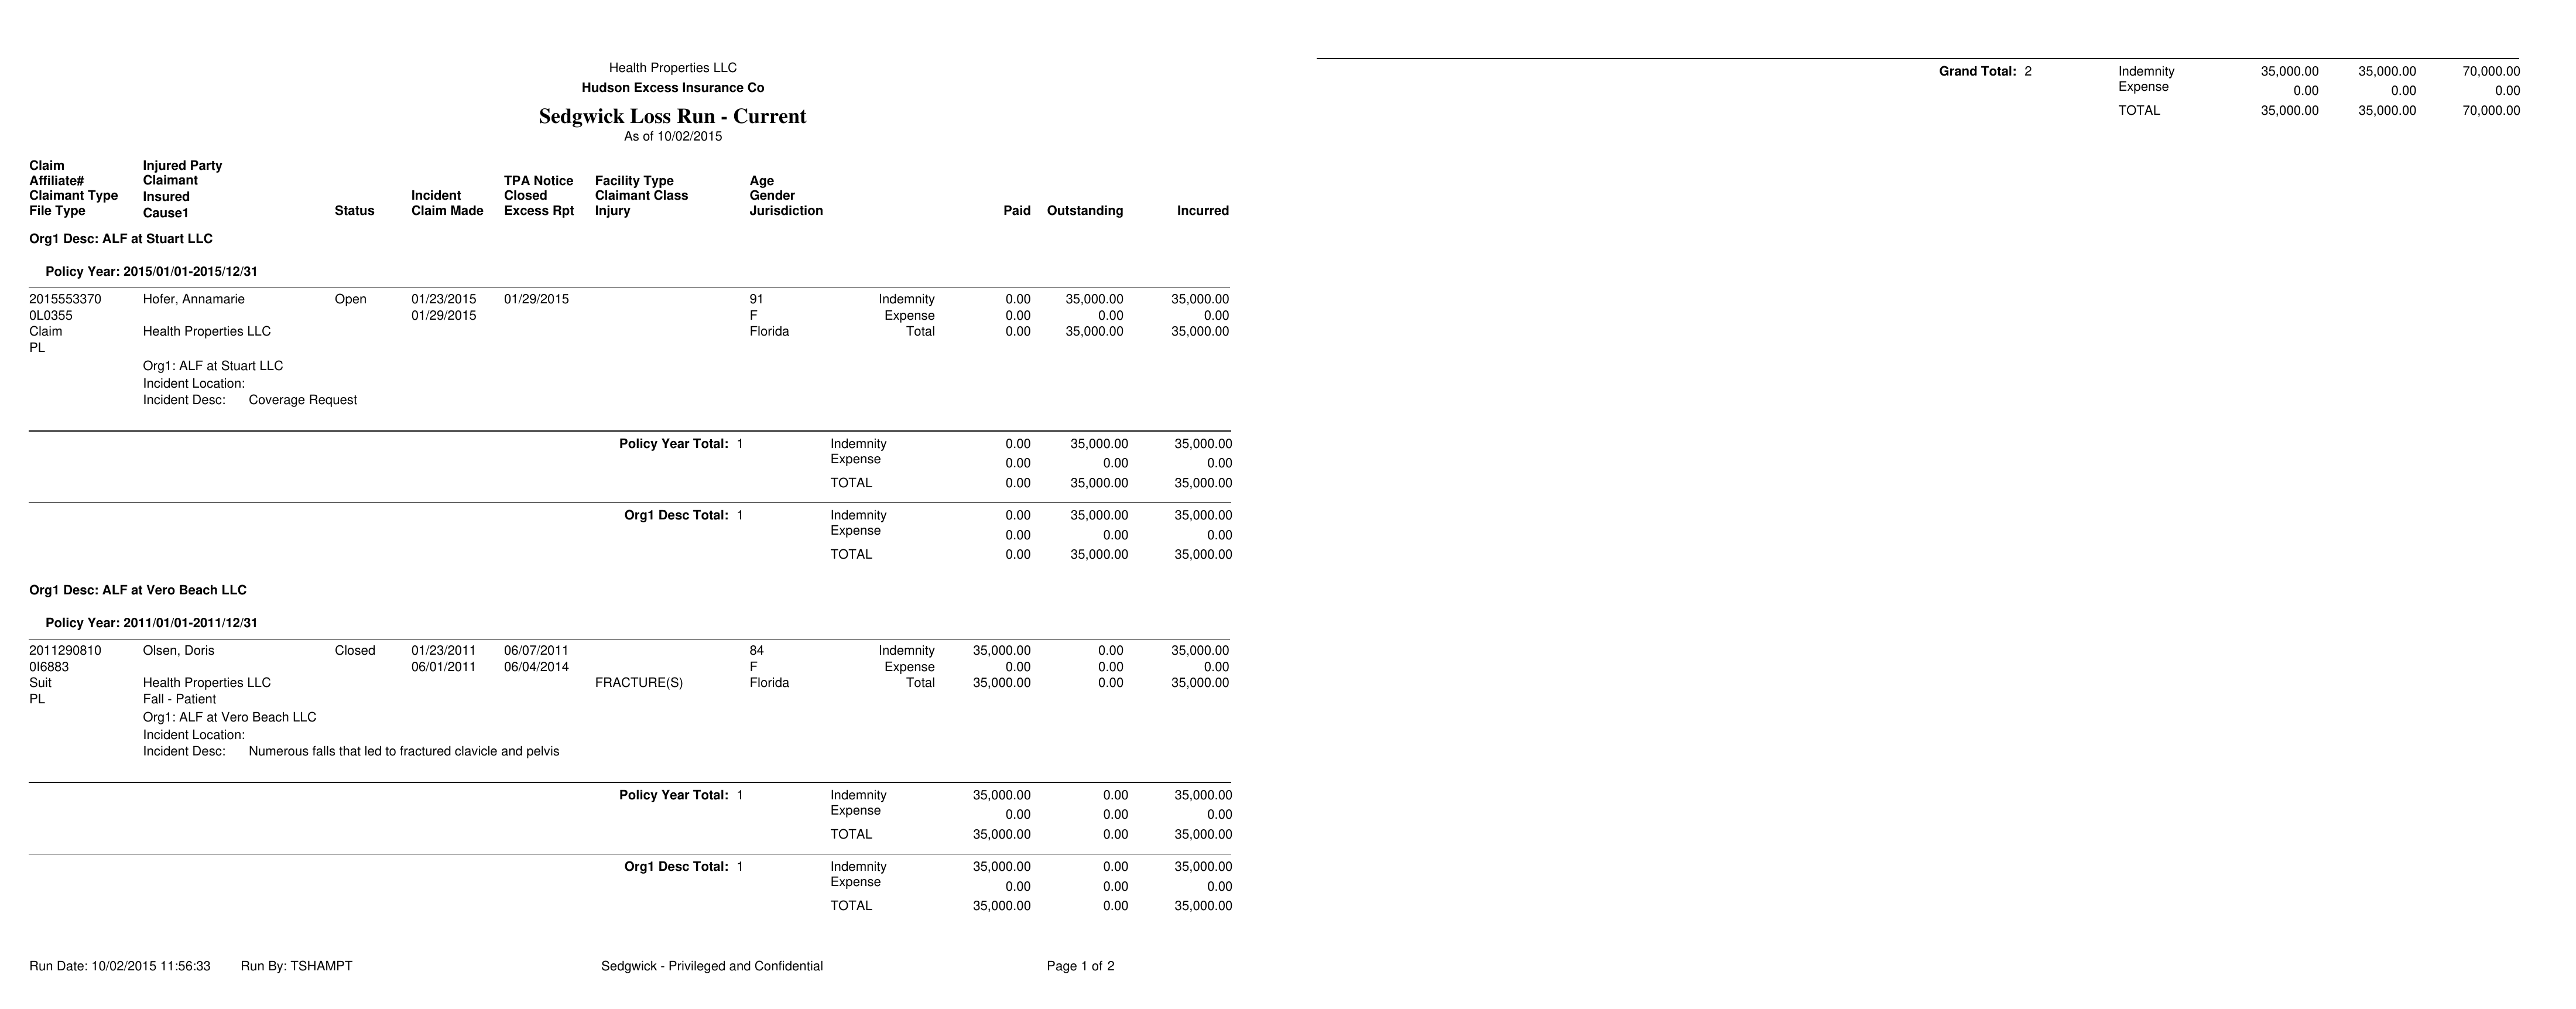 Health Properties LLC
Hudson Excess Insurance Co
Sedgwick Loss Run - Current
As of 10/02/2015
Claim Injured Party
Affiliate# Claimant TPA Notice Facility Type Age
Claimant Type Insured Incident Closed Claimant Class Gender
File Type Cause1 Status Claim Made Excess Rpt Injury Jurisdiction Paid Outstanding Incurred
Org1 Desc: ALF at Stuart LLC
Policy Year: 2015/01/01-2015/12/31
2015553370 Hofer, Annamarie Open 01/23/2015 01/29/2015 91 Indemnity 0.00 35,000.00 35,000.00
0L0355 01/29/2015 F Expense 0.00 0.00 0.00
Claim Health Properties LLC Florida Total 0.00 35,000.00 35,000.00
PL
Org1: ALF at Stuart LLC
Incident Location:
Incident Desc: Coverage Request
Policy Year Total: 1 Indemnity 0.00 35,000.00 35,000.00
Expense 0.00 0.00 0.00
TOTAL 0.00 35,000.00 35,000.00
Org1 Desc Total: 1 Indemnity 0.00 35,000.00 35,000.00
Expense 0.00 0.00 0.00
TOTAL 0.00 35,000.00 35,000.00
Org1 Desc: ALF at Vero Beach LLC
Policy Year: 2011/01/01-2011/12/31
2011290810 Olsen, Doris Closed 01/23/2011 06/07/2011 84 Indemnity 35,000.00 0.00 35,000.00
0I6883 06/01/2011 06/04/2014 F Expense 0.00 0.00 0.00
Suit Health Properties LLC FRACTURE(S) Florida Total 35,000.00 0.00 35,000.00
PL Fall - Patient
Org1: ALF at Vero Beach LLC
Incident Location:
Incident Desc: Numerous falls that led to fractured clavicle and pelvis
Policy Year Total: 1 Indemnity 35,000.00 0.00 35,000.00
Expense 0.00 0.00 0.00
TOTAL 35,000.00 0.00 35,000.00
Org1 Desc Total: 1 Indemnity 35,000.00 0.00 35,000.00
Expense 0.00 0.00 0.00
TOTAL 35,000.00 0.00 35,000.00
Run Date: 10/02/2015 11:56:33 Run By: TSHAMPT Sedgwick - Privileged and Confidential Page 1 of 2
Grand Total: 2 Indemnity 35,000.00 35,000.00 70,000.00
Expense 0.00 0.00 0.00
TOTAL 35,000.00 35,000.00 70,000.00